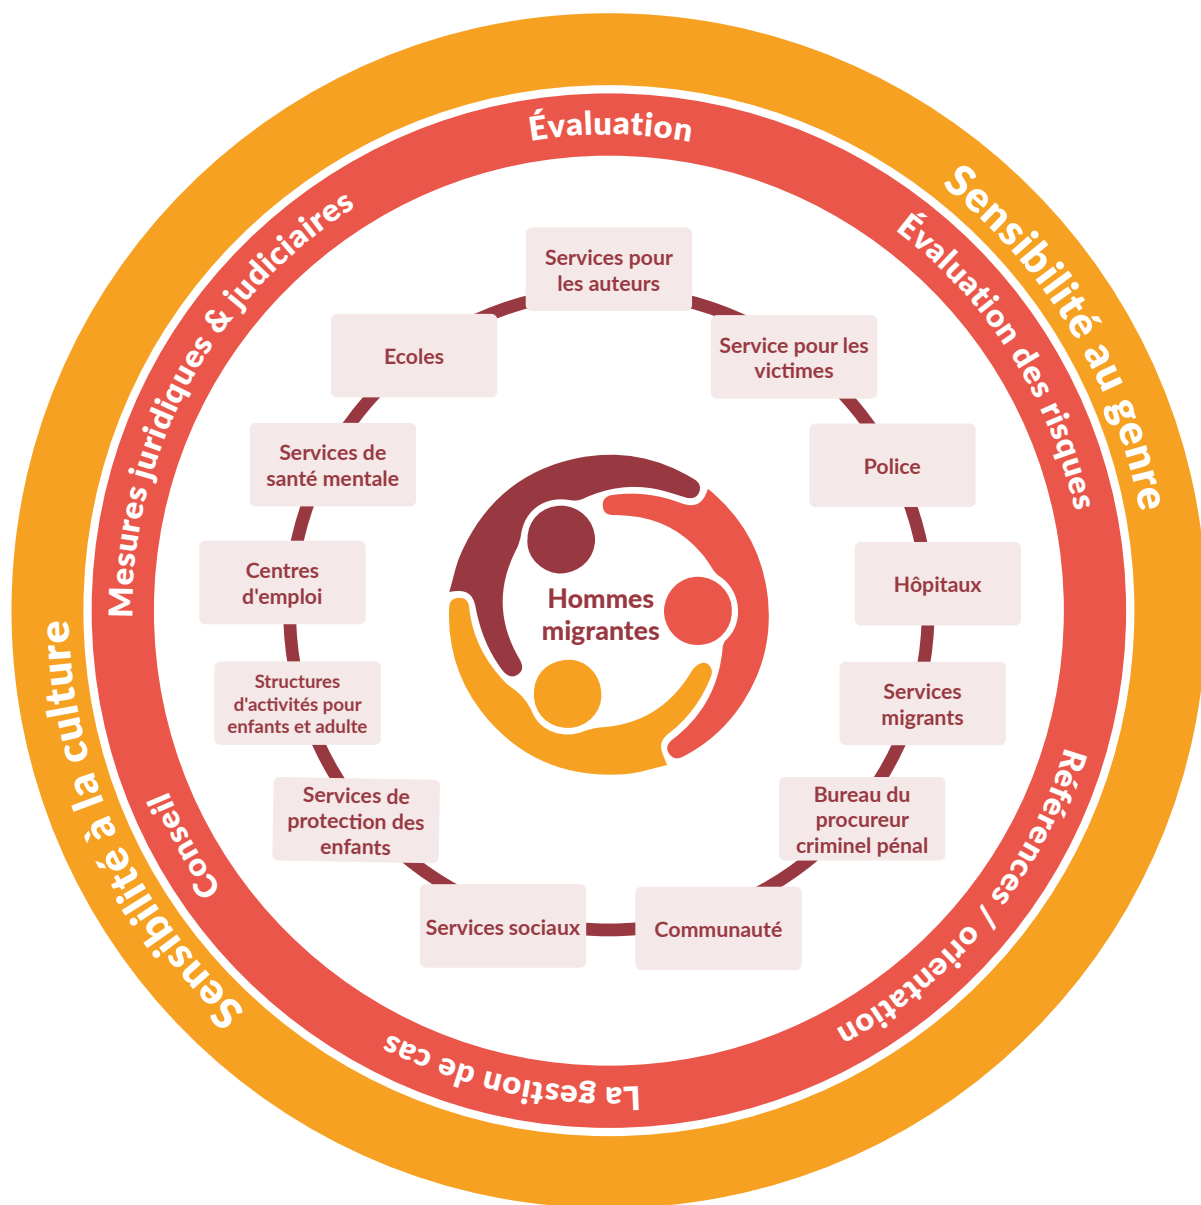 Évaluation
Sensibilité au genre
Évaluation des risques
Références / orientation
La gestion de cas
Conseil
Sensibilité à la culture
Mesures juridiques & judiciaires
Services pour
les auteurs
Service pour les
victimes
Police
Hôpitaux
Services
migrants
Bureau du
procureur
criminel pénal
Communauté
Services sociaux
Services de
protection des
enfants
Structures
d'activités pour
enfants et adulte
Centres
d'emploi
Services de
santé mentale
Ecoles
Hommes
migrantes